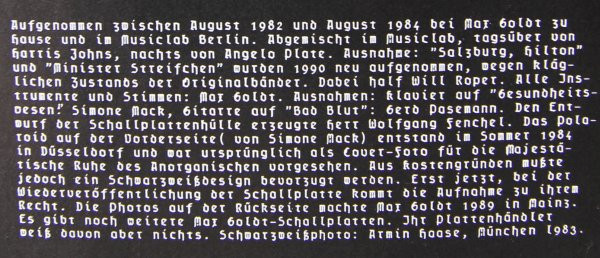 Aufgenommen zwischen August 1982 und August 1984 bei Max Goldt zu
Hause und im Musiclab Berlin. Abgemischt im Musiclab, tagsüber von
Harris Johns, nachts von Angelo Plate. Ausnahme: "Salzburg, Hilton"
und "Minister Streifchen" wurden 1990 neu aufgenommen, wegen kläg-
lichen Zustands der Originalbänder. Dabei half Will Roper. Alle Ins-
trumente und Stimmen: Max Goldt. Ausnahmen: Klavier auf "Gesundheits-
wesen": Simone Mack, Gitarre auf "Bad Blut": Gerd Pasemann. Den Ent-
wurf der Schallplattenhülle erzeugte Herr Wolfgang Fenchel. Das Pola-
roid auf der Vorderseite( von Simone Mack) entstand im Sommer 1984
in Düsseldorf und war ursprünglich als Cover-Foto für die Majestä-
tische Ruhe des Anorganischen vorgesehen. Aus Kostengründen mußte
jedoch ein Schwarzweißdesign bevorzugt werden. Erst jetzt, bei der
Wiederveröffentlichung der Schallplatte kommt die Aufnahme zu ihrem
Recht. Die Photos auf der Rückseite machte Max Goldt 1989 in Mainz.
Es gibt noch weitere Max Goldt-Schallplatten. Ihr Plattenhändler
weiß davon aber nichts. Schwarzweißphoto: Armin Haase, München 1983.